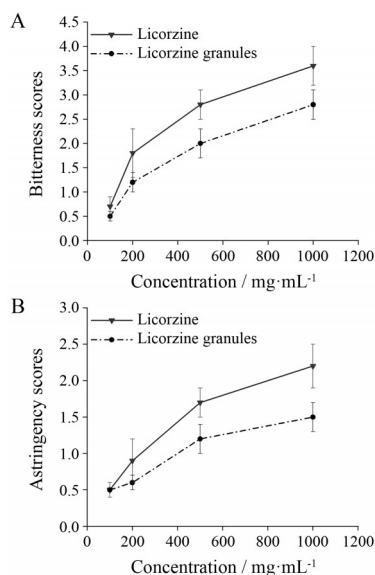 A
4.5
Licorzine
4.0
Licorzine granules
3.5
3.0
2.5
2.0
1.5
1.0
0.5
0.0
Bitterness scores
0 200 400 600 800 1000 1200
Concentration / mg·mL⁻¹
B
3.0
Licorzine
2.5
Licorzine granules
2.0
1.5
1.0
0.5
0.0
Astringency scores
0 200 400 600 800 1000 1200
Concentration / mg·mL⁻¹